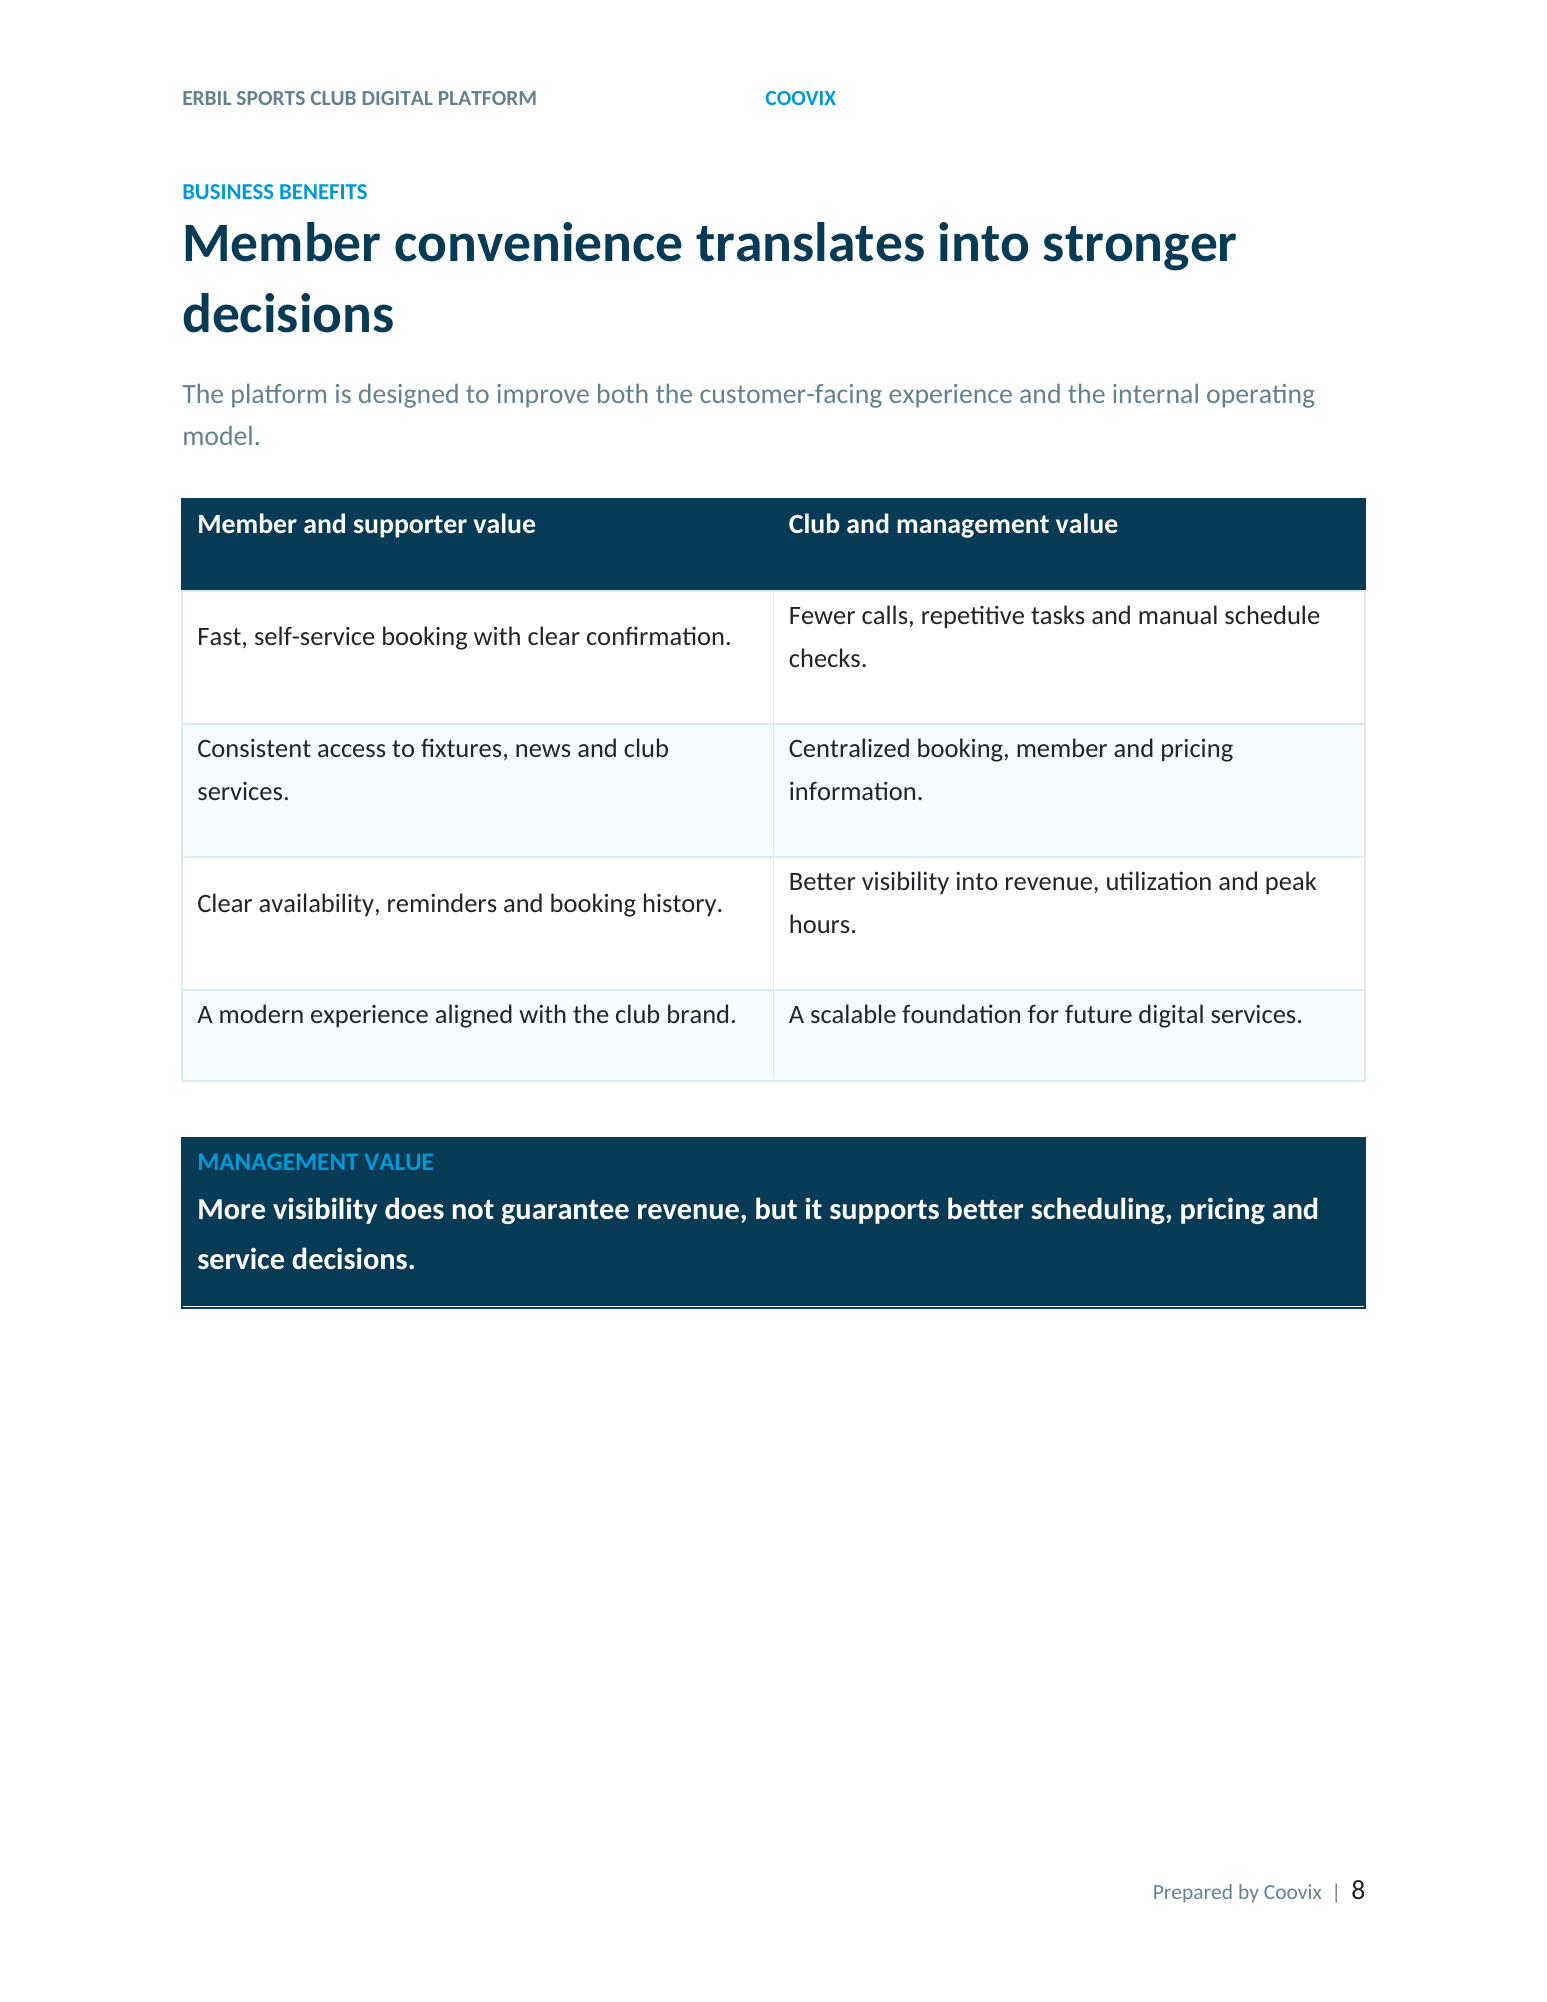 ERBIL SPORTS CLUB DIGITAL PLATFORM COOVIX
BUSINESS BENEFITS
Member convenience translates into stronger
decisions
The platform is designed to improve both the customer-facing experience and the internal operating
model.
Member and supporter value
Club and management value
Fast, self-service booking with clear confirmation.
Fewer calls, repetitive tasks and manual schedule
checks.
Consistent access to fixtures, news and club
services.
Centralized booking, member and pricing
information.
Clear availability, reminders and booking history.
Better visibility into revenue, utilization and peak
hours.
A modern experience aligned with the club brand.
A scalable foundation for future digital services.
MANAGEMENT VALUE
More visibility does not guarantee revenue, but it supports better scheduling, pricing and
service decisions.
Prepared by Coovix | 8